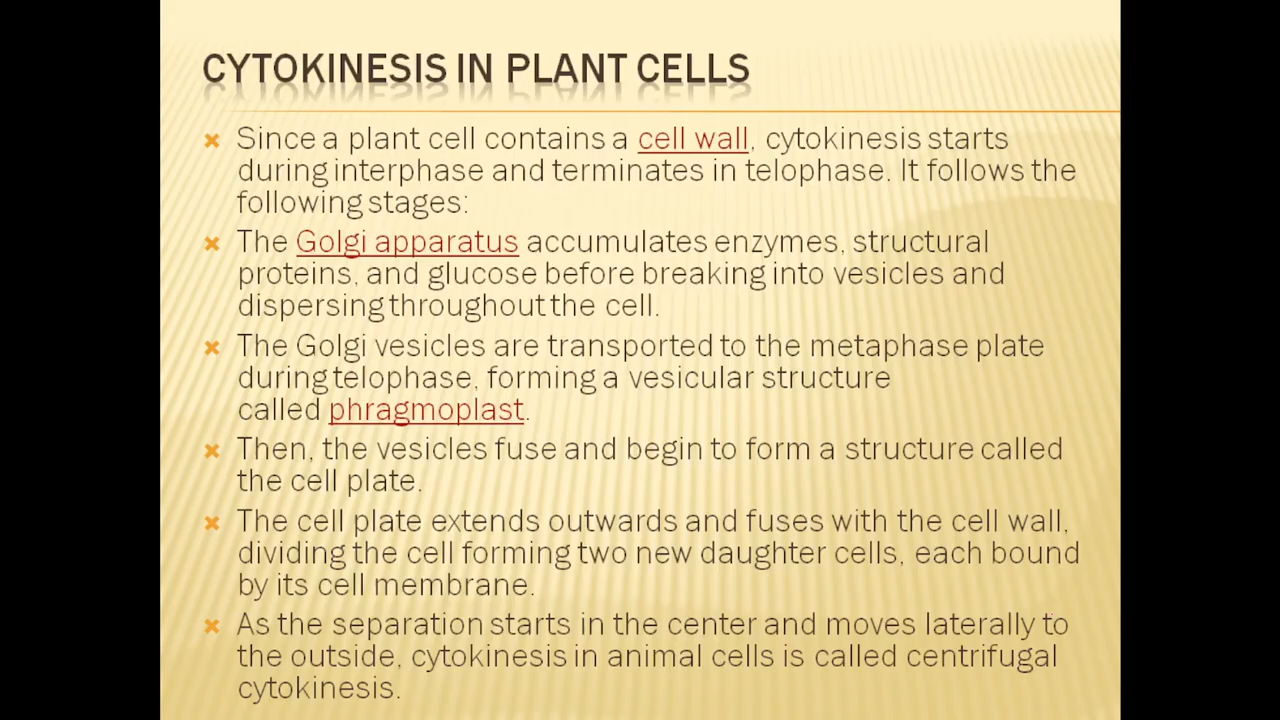 CYTOKINESIS IN PLANT CELLS
Since a plant cell contains a cell wall, cytokinesis starts
during interphase and terminates in telophase. It follows the
following stages:
The Golgi apparatus accumulates enzymes, structural
proteins, and glucose before breaking into vesicles and
dispersing throughout the cell.
The Golgi vesicles are transported to the metaphase plate
during telophase, forming a vesicular structure
called phragmoplast.
Then, the vesicles fuse and begin to form a structure called
the cell plate.
The cell plate extends outwards and fuses with the cell wall,
dividing the cell forming two new daughter cells, each bound
by its cell membrane.
As the separation starts in the center and moves laterally to
the outside, cytokinesis in animal cells is called centrifugal
cytokinesis.